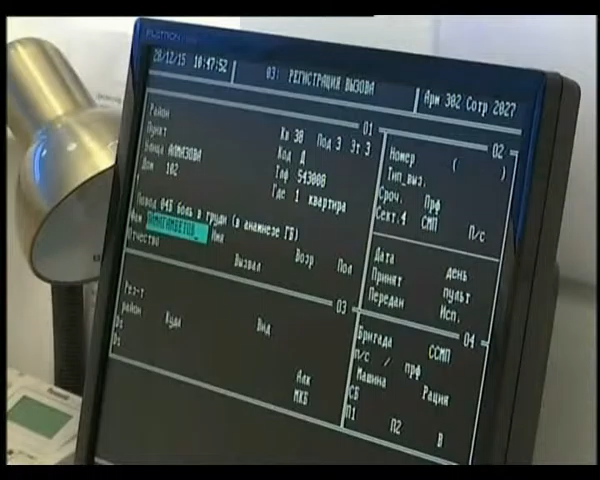 28/12/15 10:47:52 03: РЕГИСТРАЦИЯ ВЫЗОВА Арм 302 Сотр 2027
01
Район
Пункт Кв 38 Под 3 Эт 3
Улица АЛМАЗОВА Код Д
Дом 102 Тлф 543008
Где 1 квартира
Повод 04Б боль в груди (в анамнезе ГБ)
Фам Имя
Отчество Возр Пол
Вызвал
02
Номер ( )
Тип_выз.
Сроч. Прф
Сект.4 СМП П/с
Дата день
Принят пульт
Передан Исп.
03
Рез-т
район Куда Вид
Ds
Ds
Алк
МКБ
04
Бригада ССМП
П/с / прф
Машина Рация
СБ
П1 П2 В